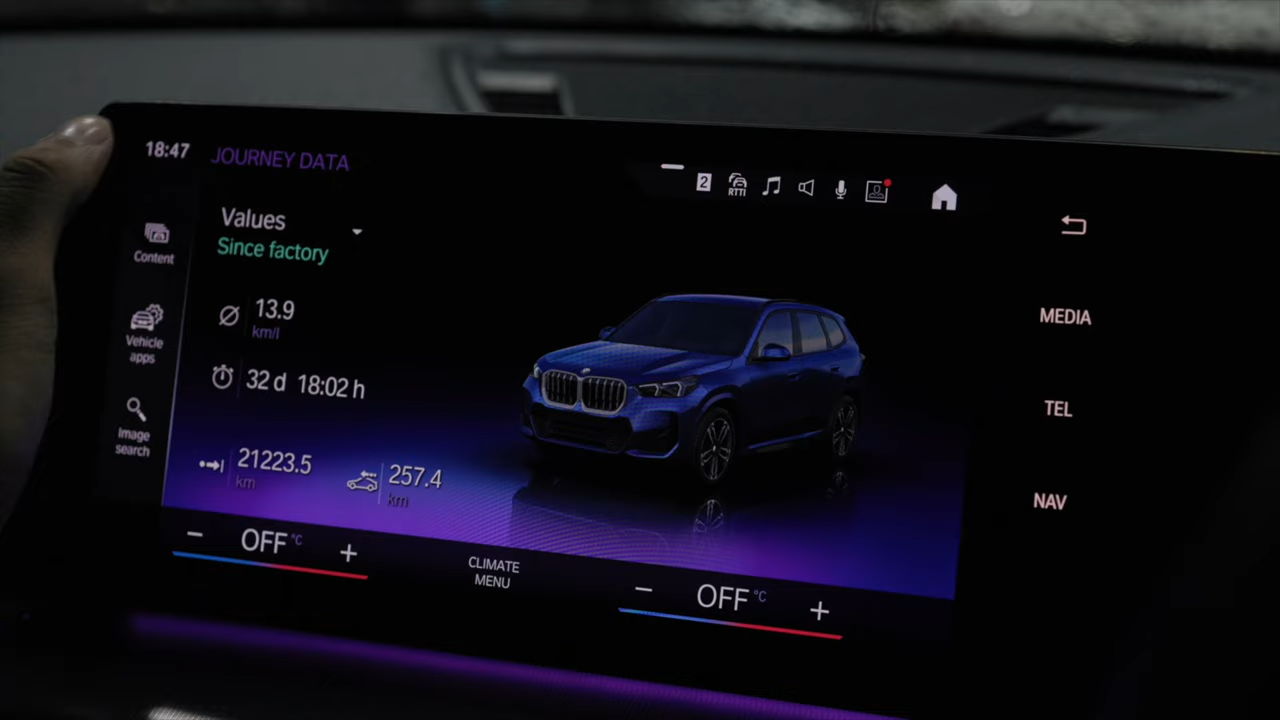 18:47
JOURNEY DATA
2
RTTI
Values
Since factory
Content
13.9
km/l
Vehicle
apps
32 d 18:02 h
Image
search
21223.5
km
257.4
km
MEDIA
TEL
NAV
− OFF °C +
CLIMATE
MENU
− OFF °C +